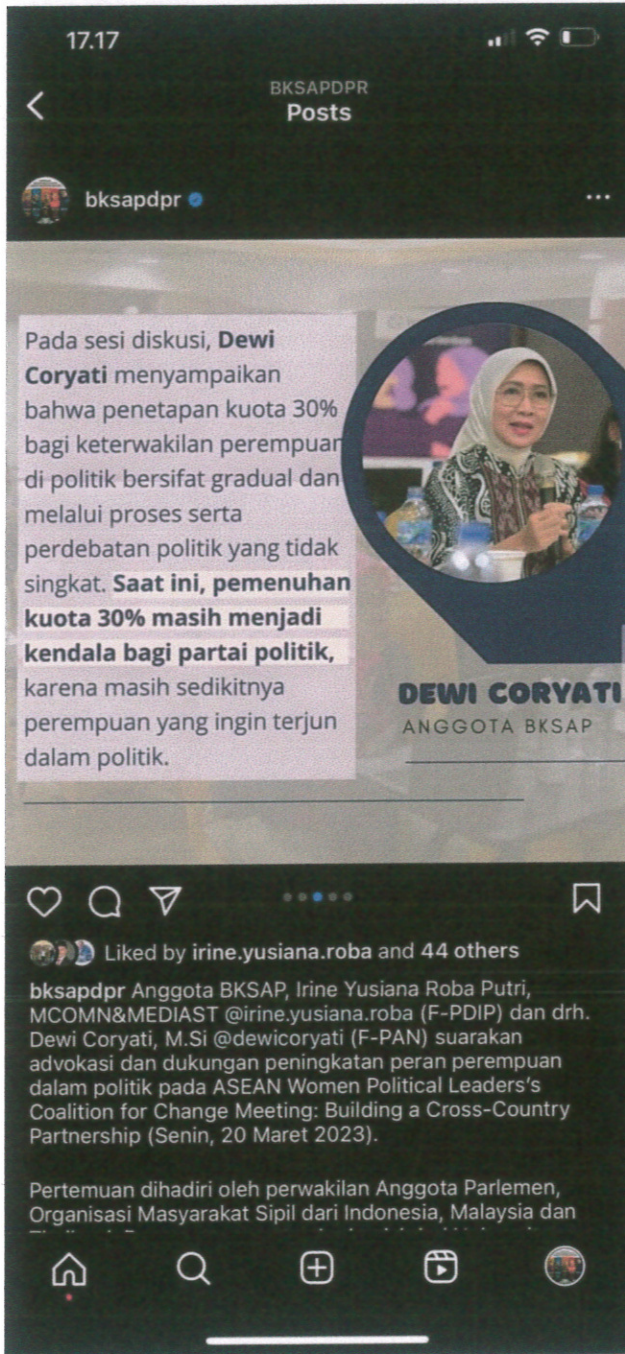 17.17
BKSAPDPR
Posts
bksapdpr
Pada sesi diskusi, Dewi
Coryati menyampaikan
bahwa penetapan kuota 30%
bagi keterwakilan perempuan
di politik bersifat gradual dan
melalui proses serta
perdebatan politik yang tidak
singkat. Saat ini, pemenuhan
kuota 30% masih menjadi
kendala bagi partai politik,
karena masih sedikitnya
perempuan yang ingin terjun
dalam politik.
DEWI CORYATI
ANGGOTA BKSAP
Liked by irine.yusiana.roba and 44 others
bksapdpr Anggota BKSAP, Irine Yusiana Roba Putri,
MCOMN&MEDIAST @irine.yusiana.roba (F-PDIP) dan drh.
Dewi Coryati, M.Si @dewicoryati (F-PAN) suarakan
advokasi dan dukungan peningkatan peran perempuan
dalam politik pada ASEAN Women Political Leaders's
Coalition for Change Meeting: Building a Cross-Country
Partnership (Senin, 20 Maret 2023).
Pertemuan dihadiri oleh perwakilan Anggota Parlemen,
Organisasi Masyarakat Sipil dari Indonesia, Malaysia dan